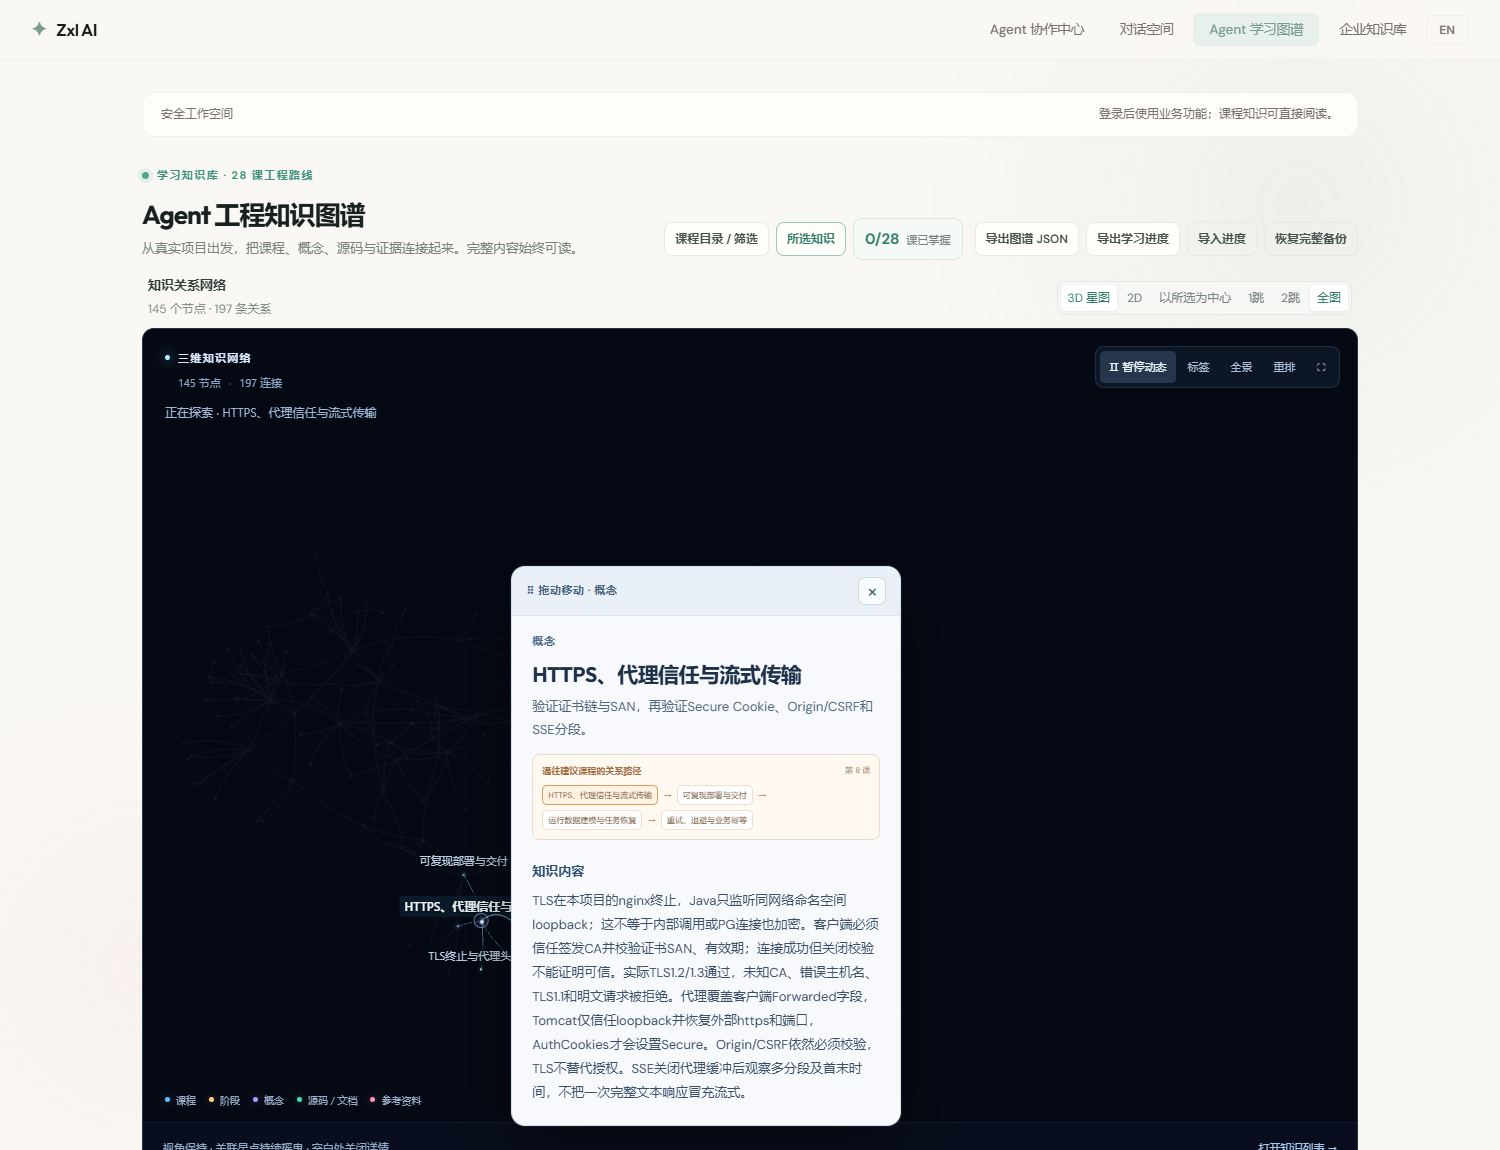 Zxl AI
Agent 协作中心
对话空间
Agent 学习图谱
企业知识库
EN
安全工作空间
登录后使用业务功能；课程知识可直接阅读。
学习知识库 · 28 课工程路线
Agent 工程知识图谱
从真实项目出发，把课程、概念、源码与证据连接起来。完整内容始终可读。
课程目录 / 筛选
所选知识
0/28 课已掌握
导出图谱 JSON
导出学习进度
导入进度
恢复完整备份
知识关系网络
145 个节点 · 197 条关系
3D 星图
2D
以所选为中心
1跳
2跳
全图
三维知识网络
145 节点 · 197 连接
正在探索 · HTTPS、代理信任与流式传输
暂停动态
标签
全景
重排
拖动移动 · 概念
×
概念
HTTPS、代理信任与流式传输
验证证书链与SAN，再验证Secure Cookie、Origin/CSRF和
SSE分段。
通往建议课程的关系路径
第 8 课
HTTPS、代理信任与流式传输 → 可复现部署与交付 →
运行数据建模与任务恢复 → 重试、退避与业务幂等
知识内容
TLS在本项目的nginx终止，Java只监听同网络命名空间
loopback；这不等于内部调用或PG连接也加密。客户端必须
信任签发CA并校验证书SAN、有效期；连接成功但关闭校验
不能证明可信。实际TLS1.2/1.3通过，未知CA、错误主机名、
TLS1.1和明文请求被拒绝。代理覆盖客户端Forwarded字段，
Tomcat仅信任loopback并恢复外部https和端口，
AuthCookies才会设置Secure。Origin/CSRF依然必须校验，
TLS不替代授权。SSE关闭代理缓冲后观察多分段及首末时
间，不把一次完整文本响应冒充流式。
可复现部署与交付
HTTPS、代理信任与
TLS终止与代理头
课程
阶段
概念
源码 / 文档
参考资料
视角保持 · 关联星点持续摇曳 · 空白处关闭详情
打开知识列表 →